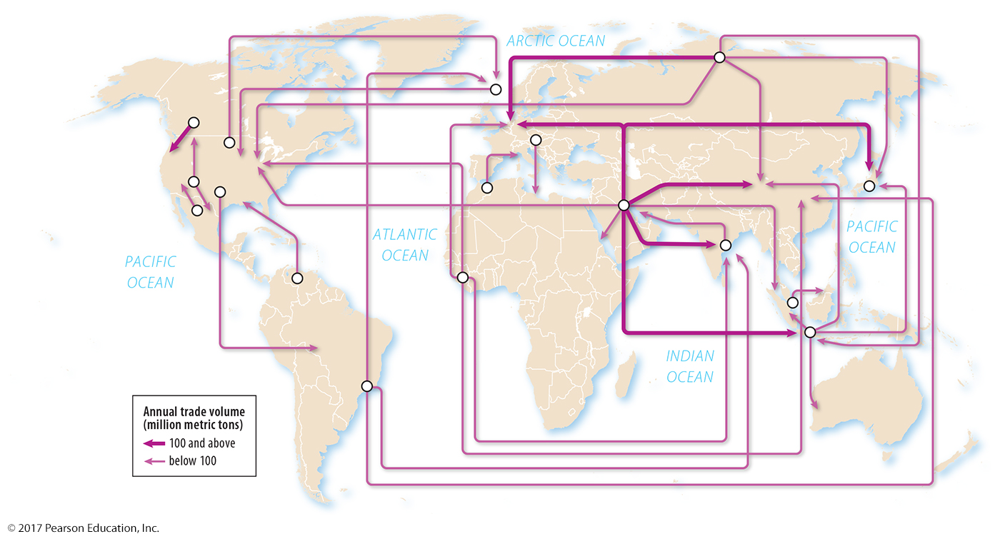 ARCTIC OCEAN
ATLANTIC
OCEAN
PACIFIC
OCEAN
PACIFIC
OCEAN
INDIAN
OCEAN
Annual trade volume
(million metric tons)
100 and above
below 100
© 2017 Pearson Education, Inc.